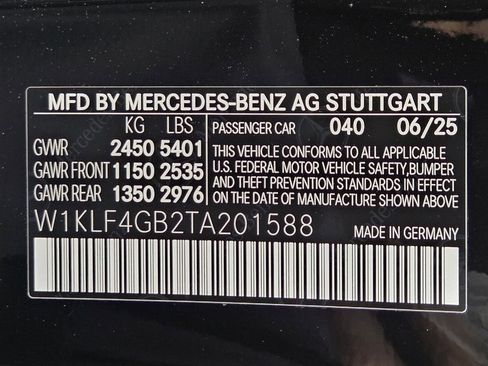 MFD BY MERCEDES-BENZ AG STUTTGART
KG LBS PASSENGER CAR 040 06/25
GVWR 2450 5401
GAWR FRONT 1150 2535
GAWR REAR 1350 2976
THIS VEHICLE CONFORMS TO ALL APPLICABLE
U.S. FEDERAL MOTOR VEHICLE SAFETY,BUMPER
AND THEFT PREVENTION STANDARDS IN EFFECT
ON THE DATE OF MANUFACTURE SHOWN ABOVE.
W1KLF4GB2TA201588 MADE IN GERMANY